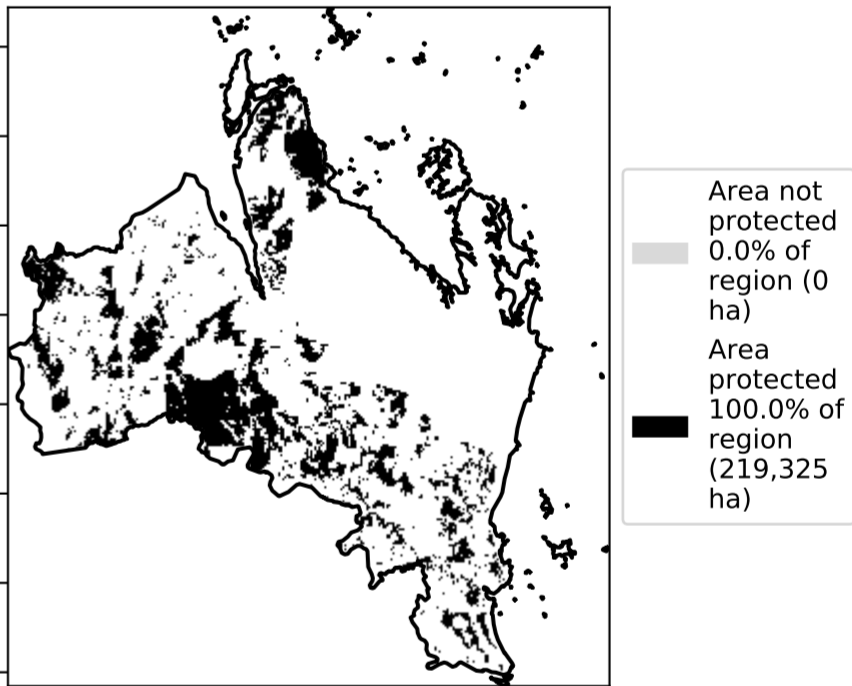 Area not
protected
0.0% of
region (0
ha)
Area
protected
100.0% of
region
(219,325
ha)